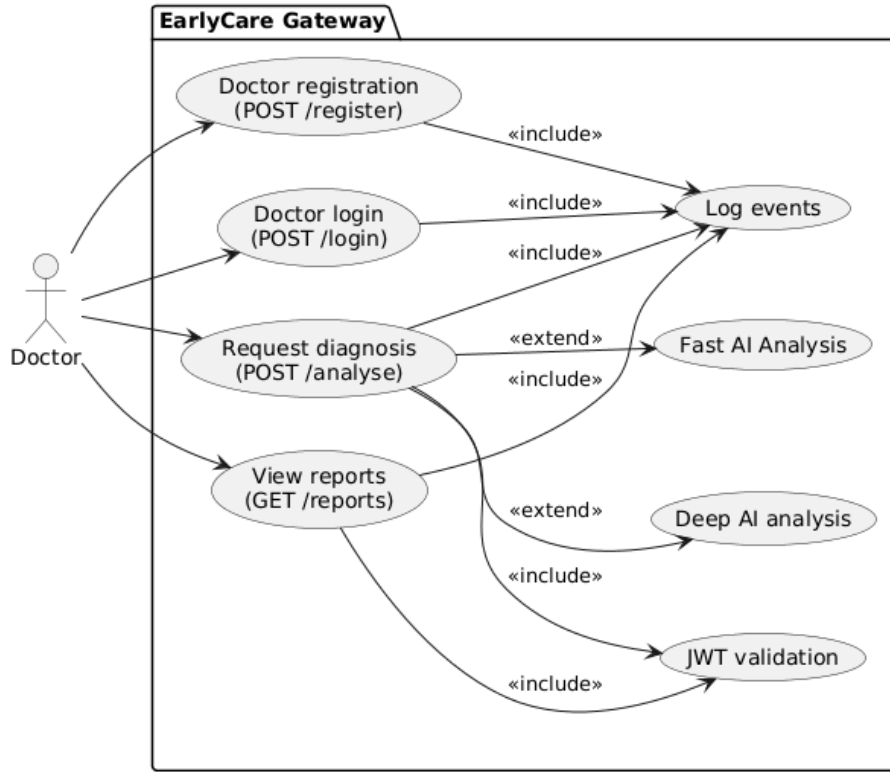 EarlyCare Gateway
Doctor registration
(POST /register)
«include»
Doctor login
(POST /login)
«include»
Log events
«include»
Doctor
Request diagnosis
(POST /analyse)
«extend»
Fast AI Analysis
«include»
View reports
(GET /reports)
«extend»
Deep AI analysis
«include»
JWT validation
«include»